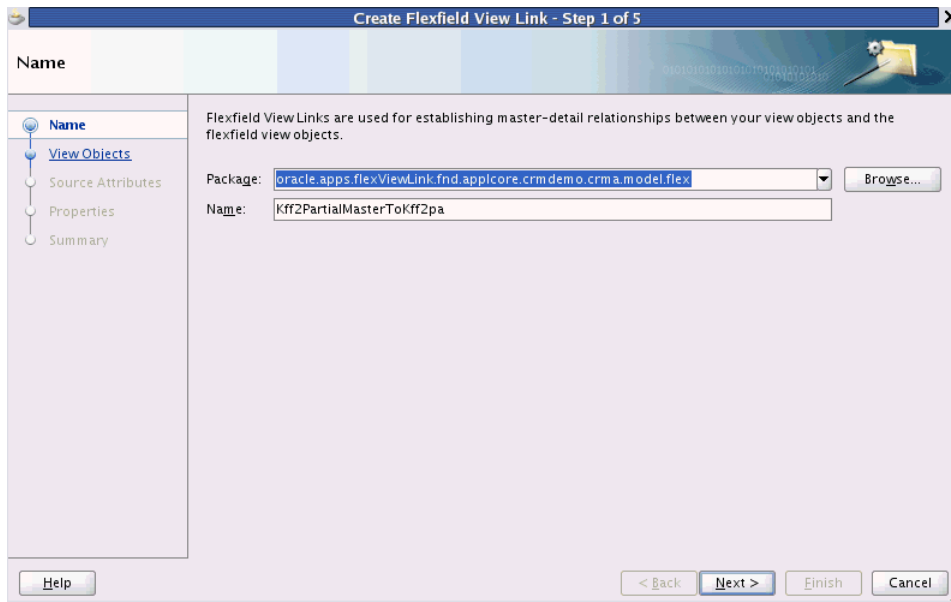 Create Flexfield View Link - Step 1 of 5
Name
Name
View Objects
Source Attributes
Properties
Summary
Flexfield View Links are used for establishing master-detail relationships between your view objects and the
flexfield view objects.
Package: oracle.apps.flexViewLink.fnd.applcore.crmdemo.crma.model.flex Browse...
Name: Kff2PartialMasterToKff2pa
Help < Back Next > Finish Cancel